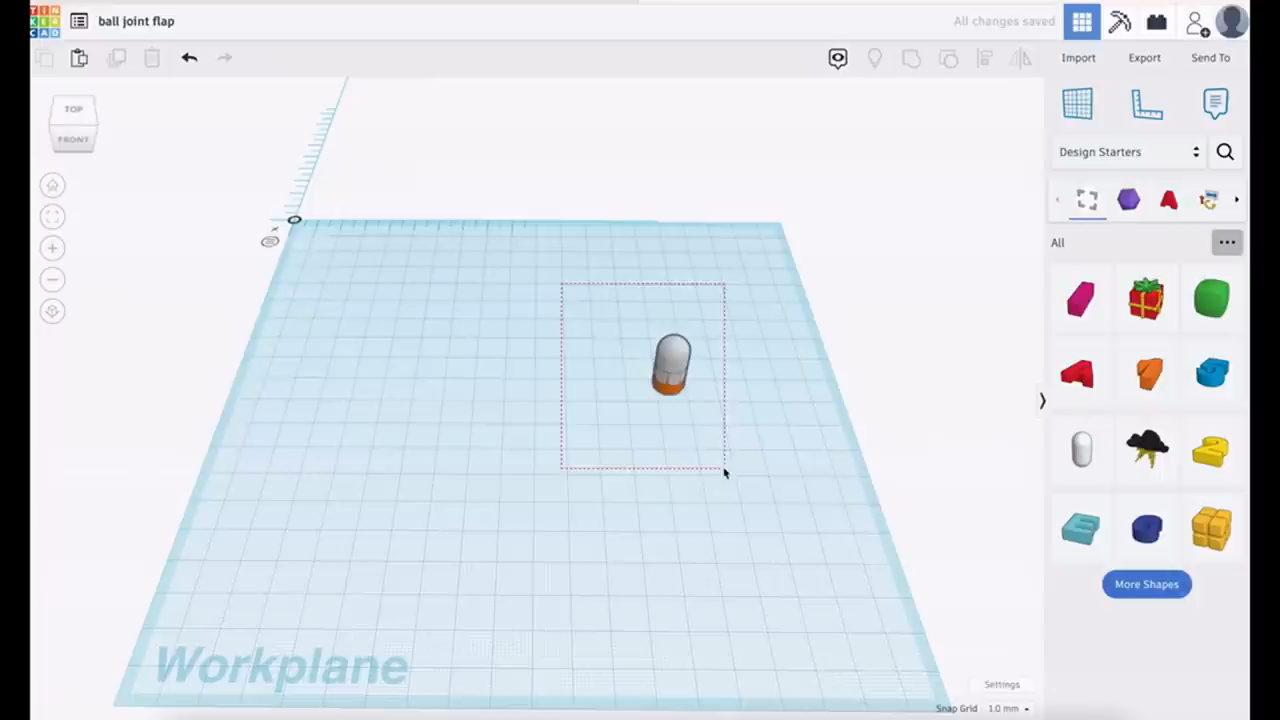 TIN
KER
CAD
ball joint flap
All changes saved
Import
Export
Send To
TOP
FRONT
Design Starters
All
More Shapes
Workplane
Settings
Snap Grid 1.0 mm